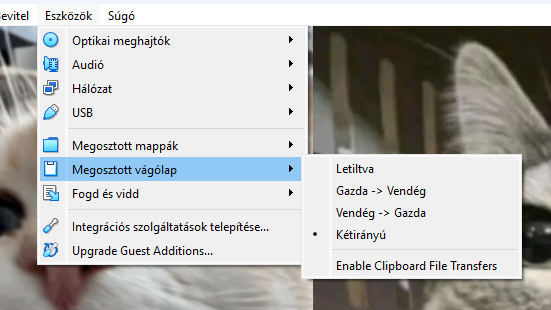 Bevitel Eszközök Súgó
Optikai meghajtók
Audió
Hálózat
USB
Megosztott mappák
Megosztott vágólap
Fogd és vidd
Integrációs szolgáltatások telepítése...
Upgrade Guest Additions...
Letiltva
Gazda -> Vendég
Vendég -> Gazda
Kétirányú
Enable Clipboard File Transfers